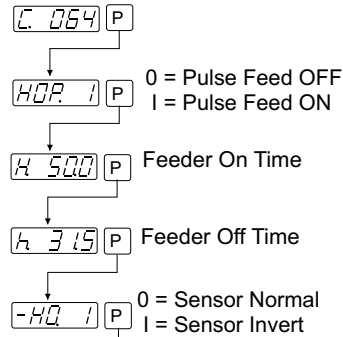 C. 064 P
HOP. 1 P
0 = Pulse Feed OFF
I = Pulse Feed ON
H 50.0 P
Feeder On Time
h 31.5 P
Feeder Off Time
-HO. 1 P
0 = Sensor Normal
I = Sensor Invert